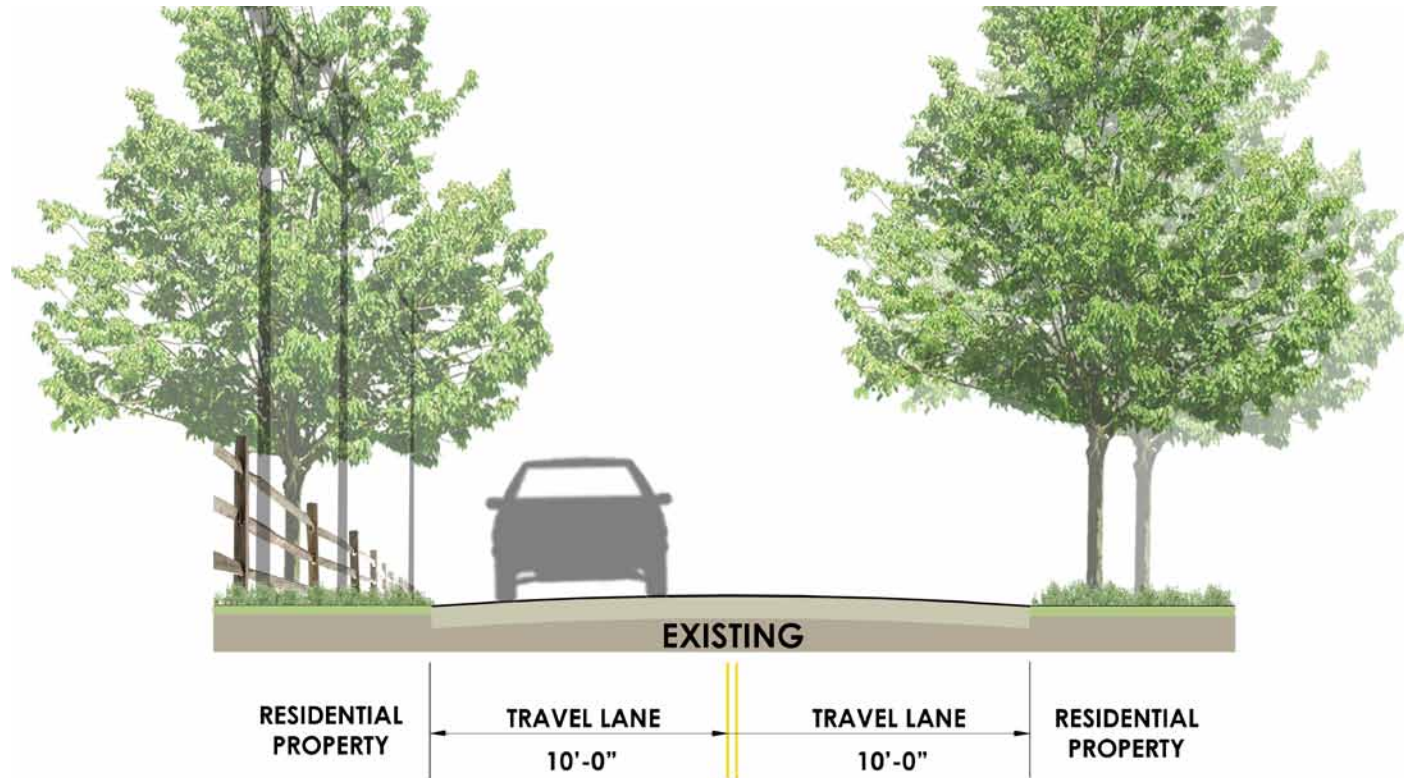 EXISTING
RESIDENTIAL
PROPERTY
TRAVEL LANE
10'-0"
TRAVEL LANE
10'-0"
RESIDENTIAL
PROPERTY